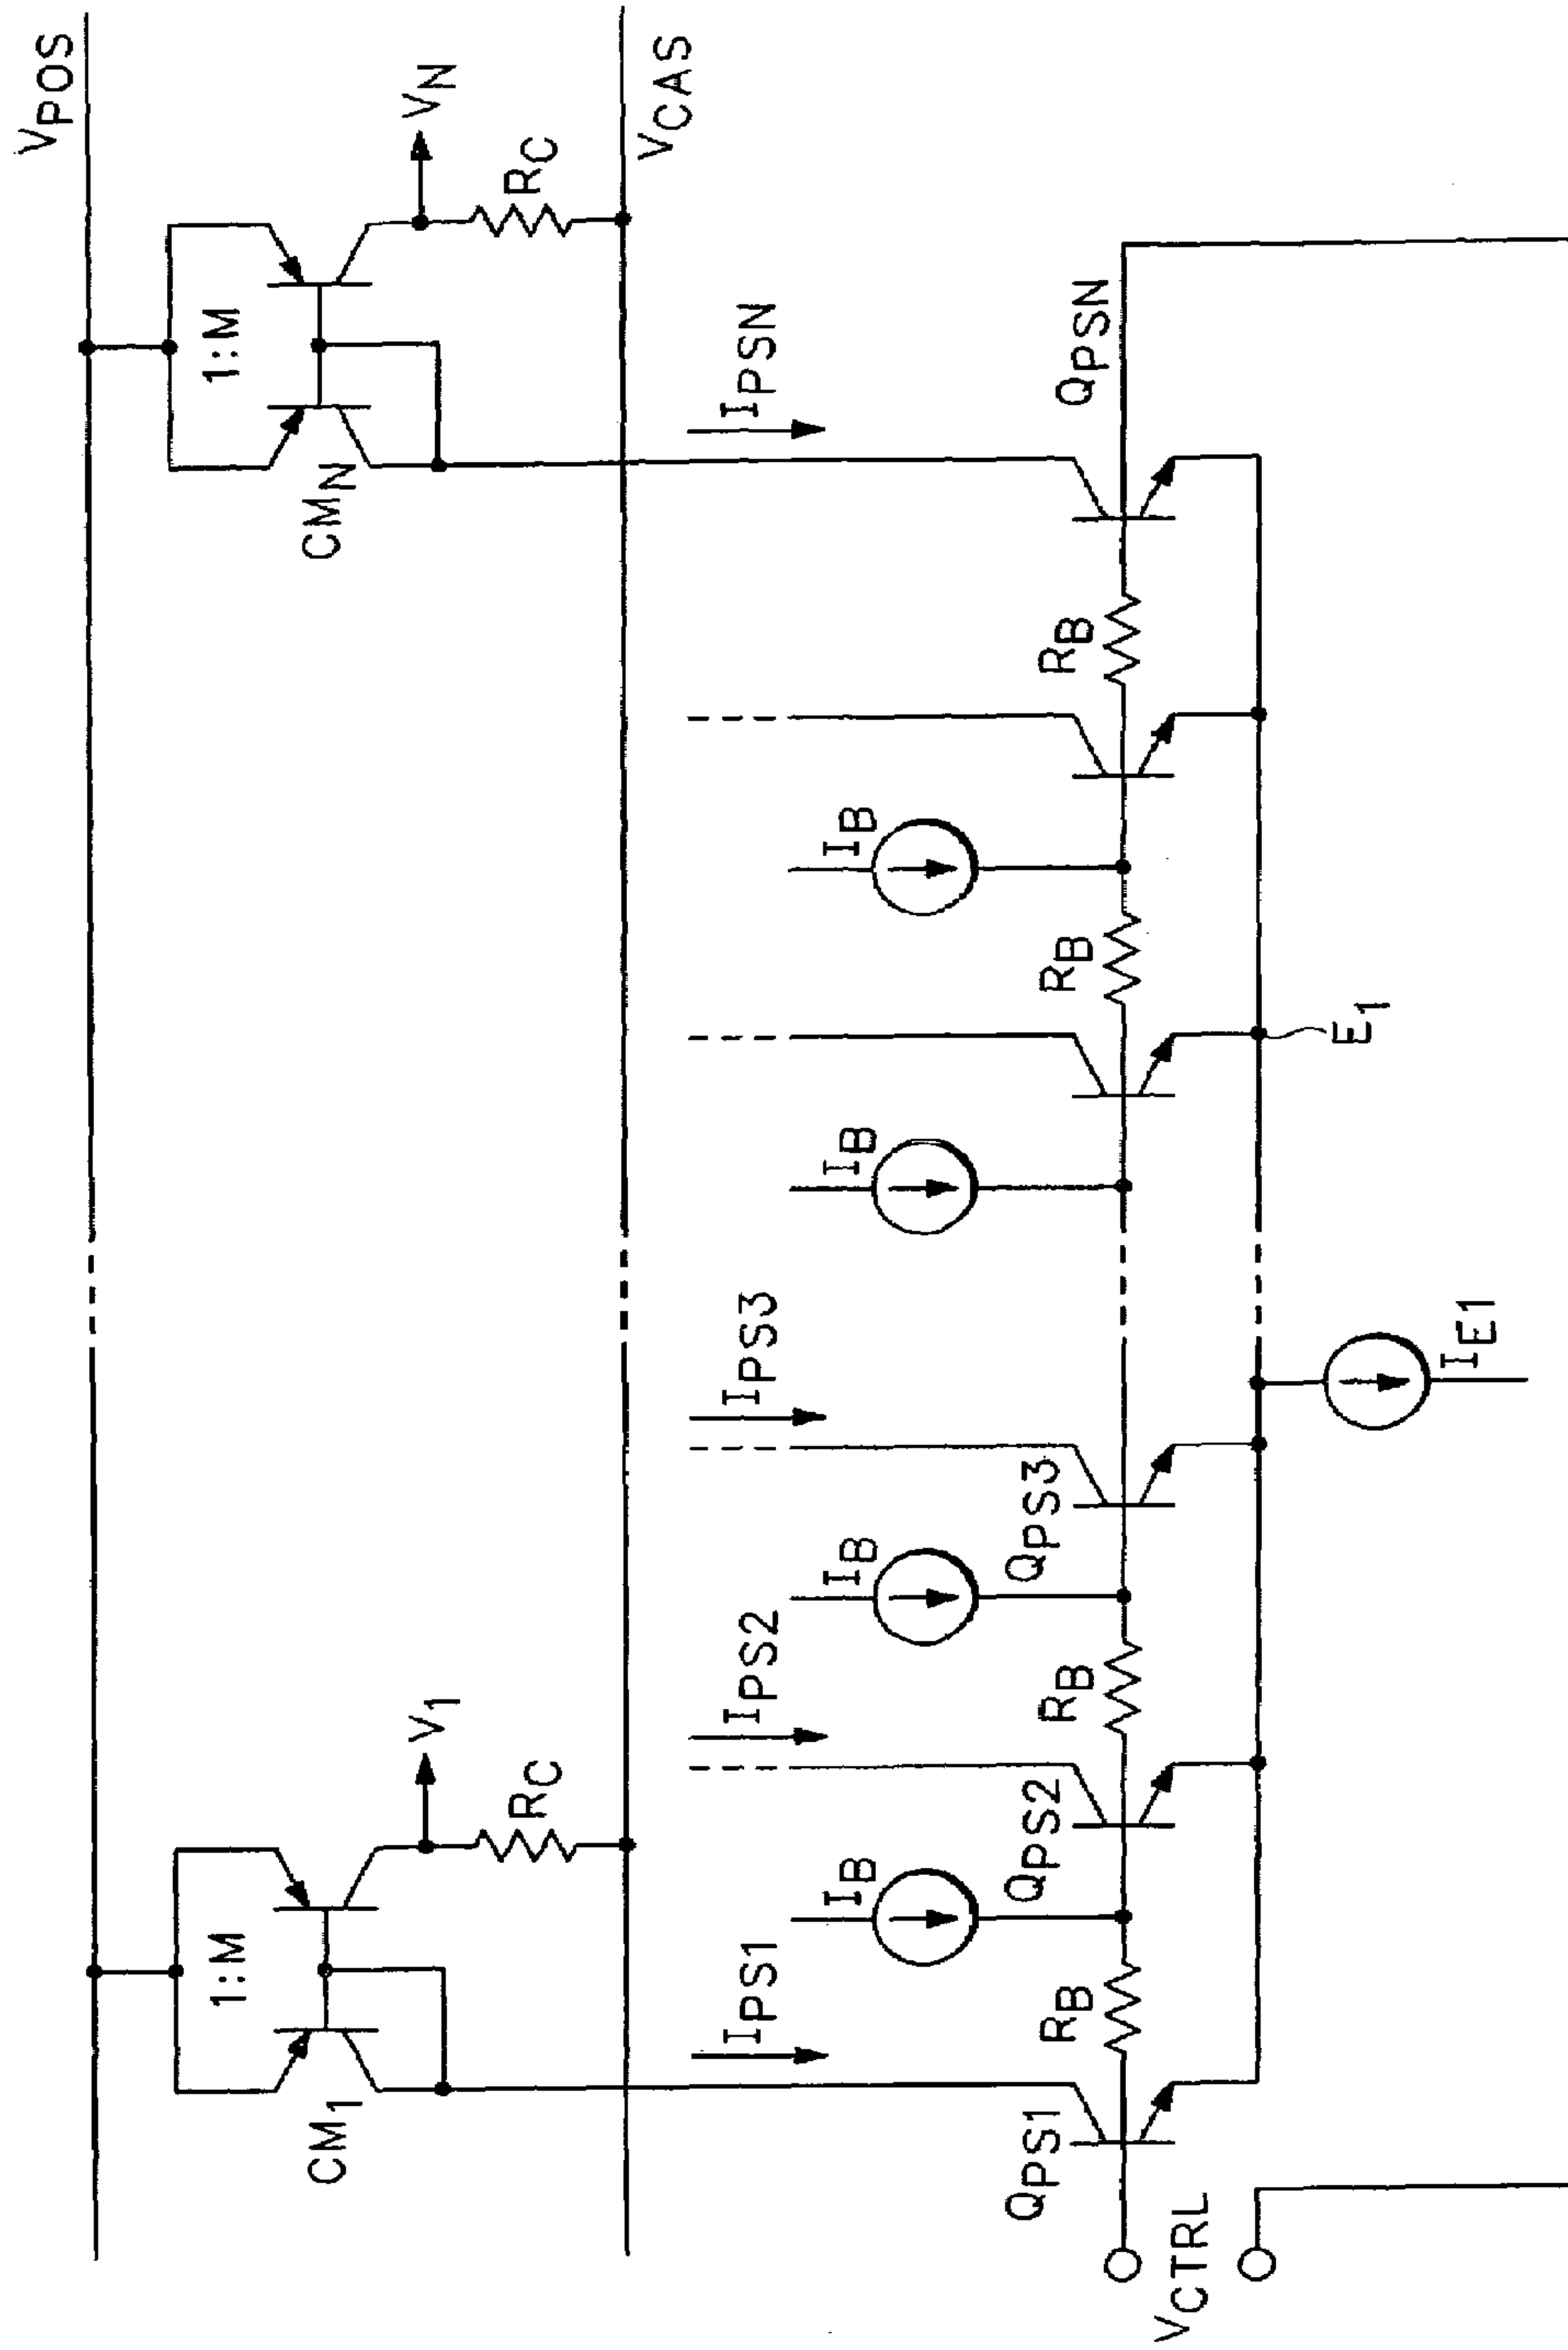 VPOS
1:M
1:M
CM1
V1
CMN
VN
RC
RC
VCAS
IPS1
IPS2
IPS3
IPSN
IB
IB
IB
IB
QPS1
QPS2
QPS3
QPSN
RB
RB
RB
RB
VCTRL
E1
IE1